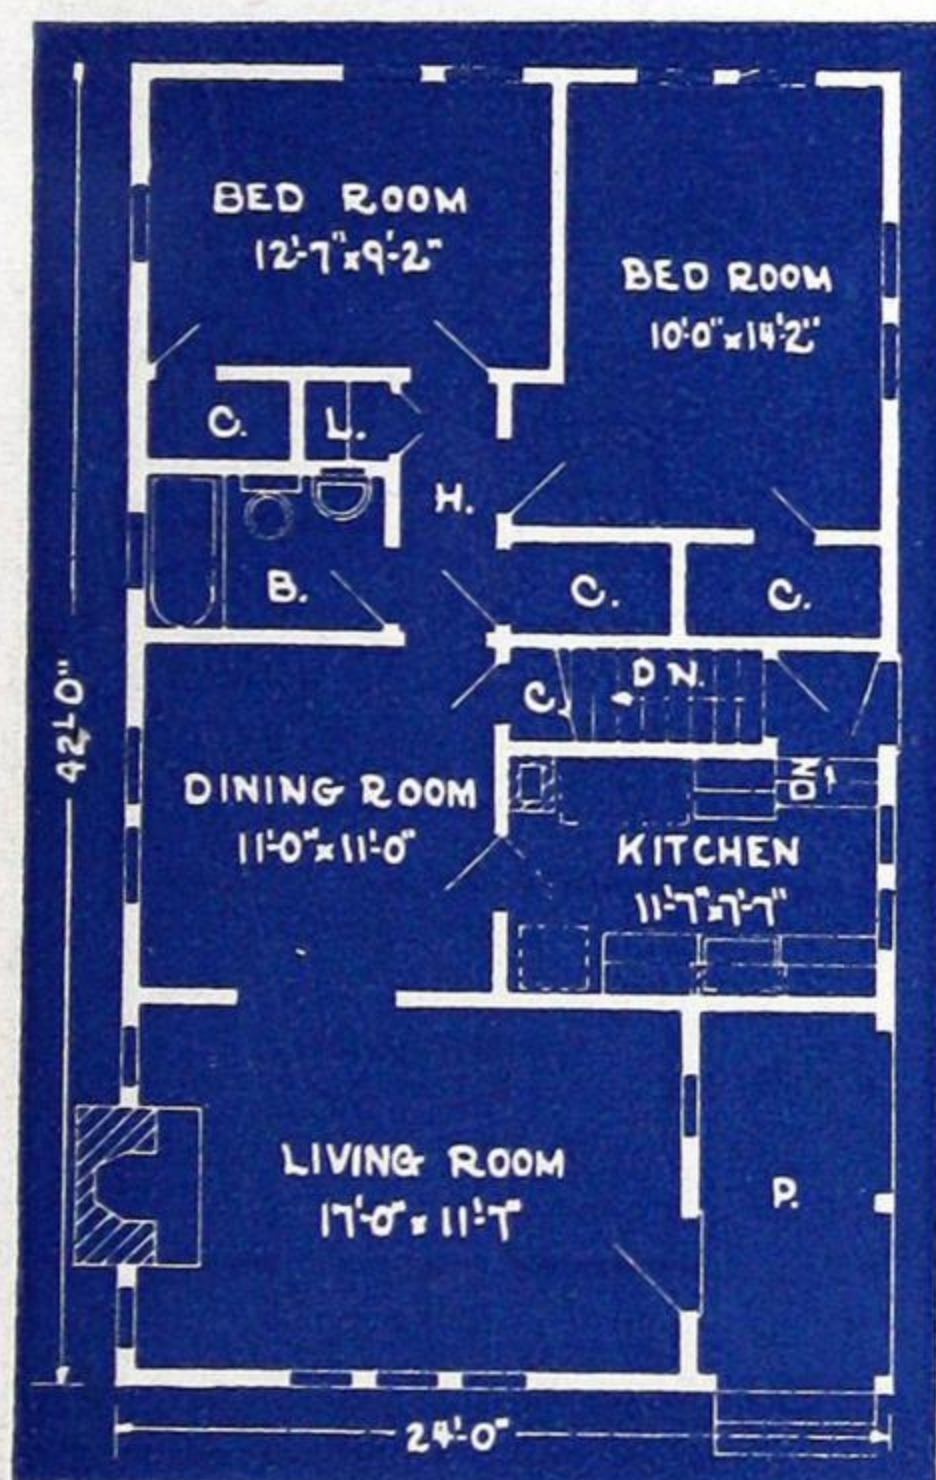 BED ROOM
12'-7"x9'-2"
BED ROOM
10'-0"x14'-2"
C.
L.
H.
B.
C.
C.
C.
DN.
42'-0"
DINING ROOM
11'-0"x11'-0"
DN
KITCHEN
11'-7"x7'-7"
LIVING ROOM
17'-0"x11'-7"
P.
24'-0"